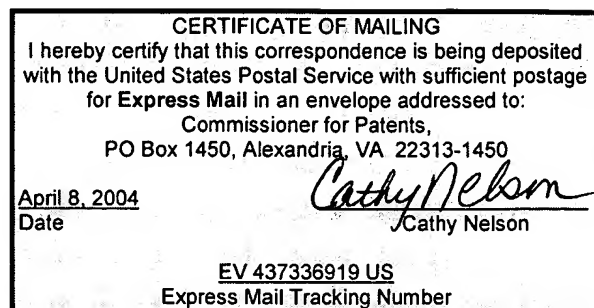 CERTIFICATE OF MAILING
I hereby certify that this correspondence is being deposited
with the United States Postal Service with sufficient postage
for Express Mail in an envelope addressed to:
Commissioner for Patents,
PO Box 1450, Alexandria, VA 22313-1450
April 8, 2004 Cathy Nelson
Date Cathy Nelson
EV 437336919 US
Express Mail Tracking Number